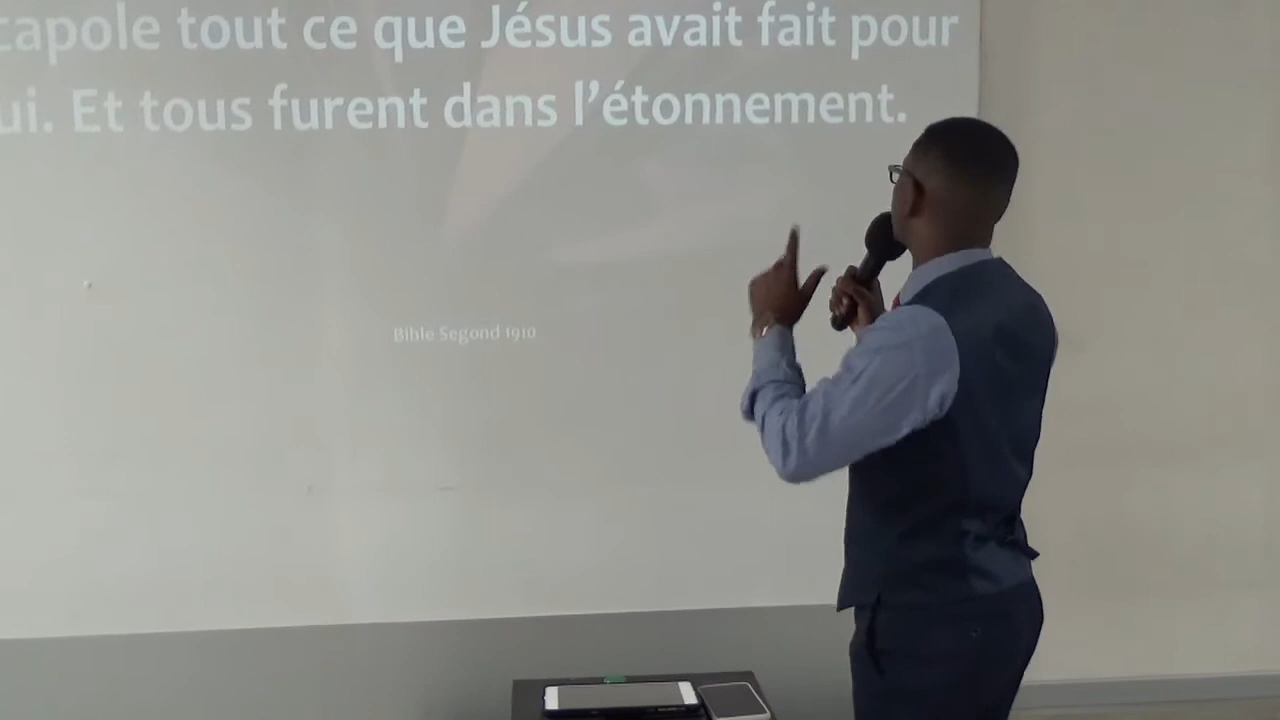 capole tout ce que Jésus avait fait pour
ui. Et tous furent dans l’étonnement.
Bible Segond 1910